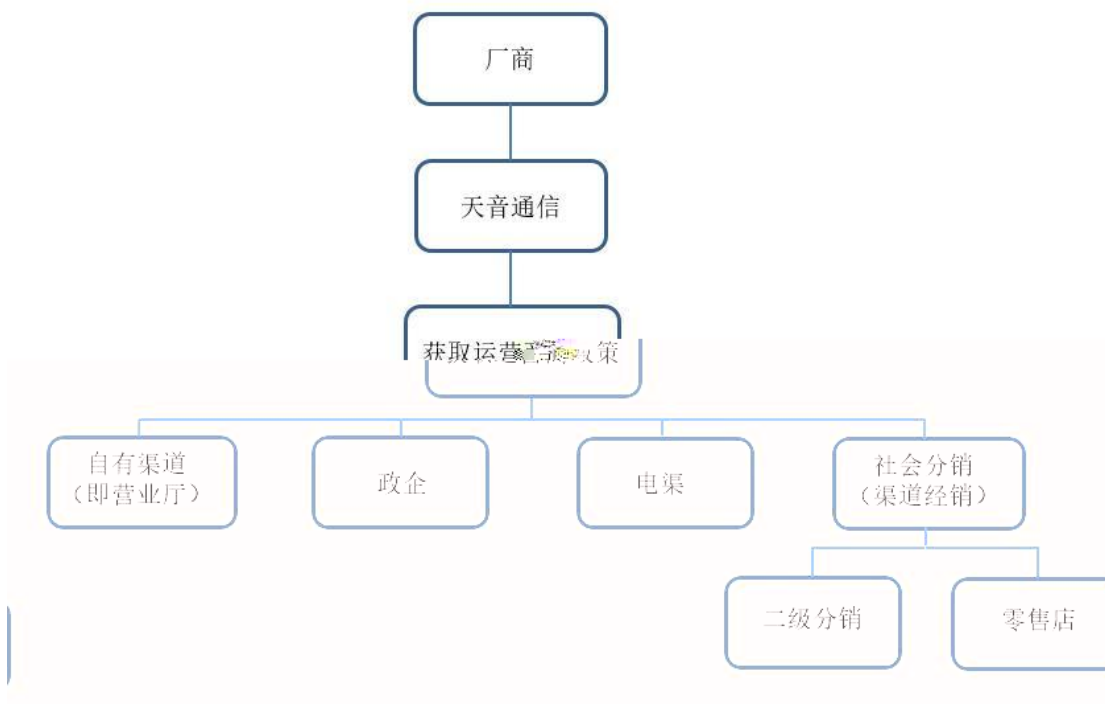 厂商
天音通信
获取运营商政策
自有渠道
（即营业厅）
政企
电渠
社会分销
（渠道经销）
二级分销
零售店